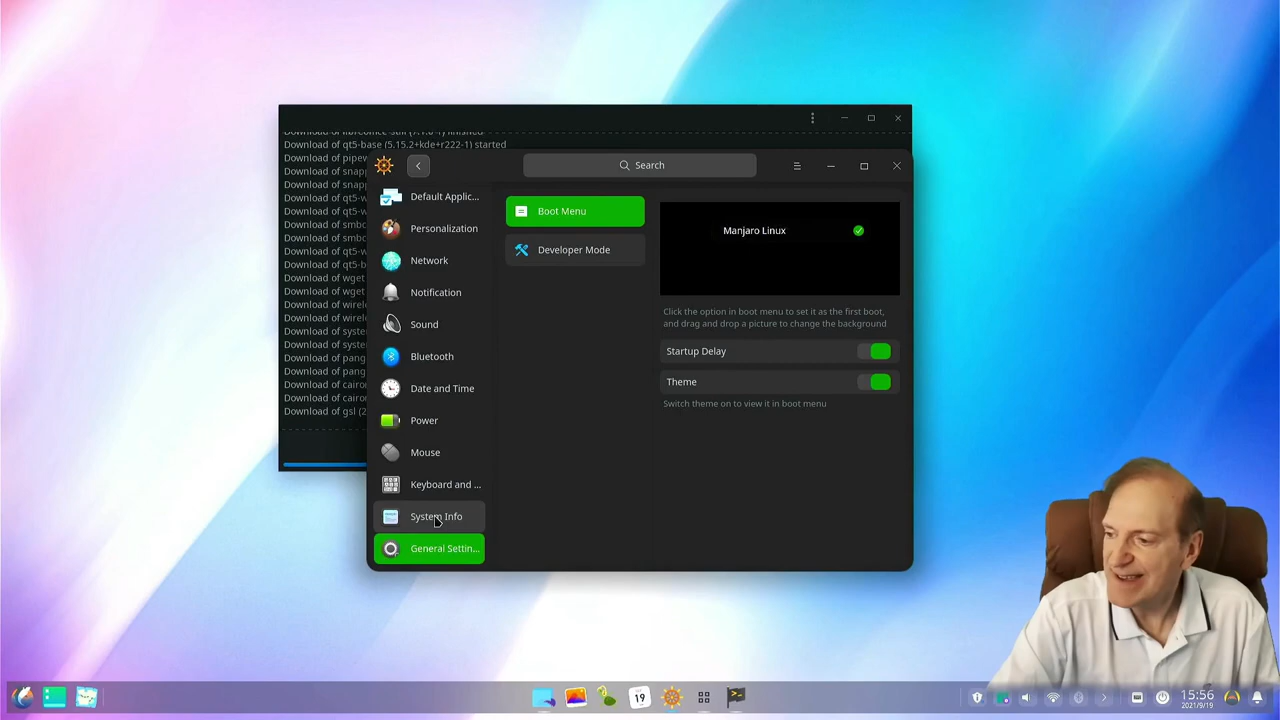 Download of qt5-base (5.15.2+kde+r222-1) started
Download of pipew
Download of snapp
Download of snapp
Download of qt5-w
Download of qt5-w
Download of smbc
Download of smbc
Download of qt5-w
Download of qt5-b
Download of wget
Download of wget
Download of wirel
Download of wirel
Download of syste
Download of syste
Download of pang
Download of pang
Download of cairo
Download of cairo
Download of gsl (2
Search
Default Applic...
Personalization
Network
Notification
Sound
Bluetooth
Date and Time
Power
Mouse
Keyboard and ...
System Info
General Settin...
Boot Menu
Developer Mode
Manjaro Linux
Click the option in boot menu to set it as the first boot,
and drag and drop a picture to change the background
Startup Delay
Theme
Switch theme on to view it in boot menu
19
15:56
2021/9/19